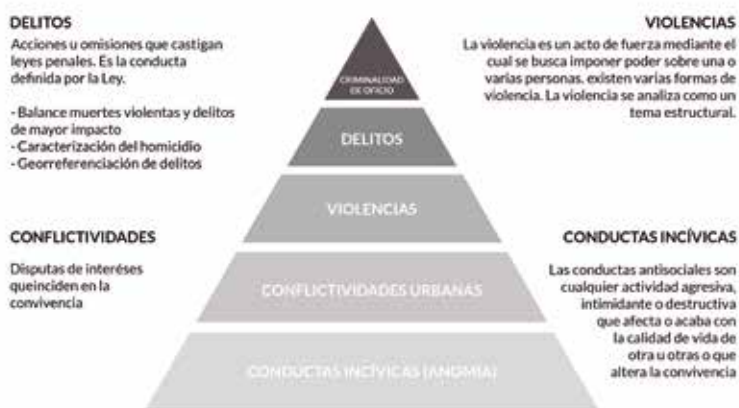 DELITOS
Acciones u omisiones que castigan
leyes penales. Es la conducta
definida por la Ley.
- Balance muertes violentas y delitos
de mayor impacto
- Caracterización del homicidio
- Georreferenciación de delitos
VIOLENCIAS
La violencia es un acto de fuerza mediante el
cual se busca imponer poder sobre una o
varias personas. existen varias formas de
violencia. La violencia se analiza como un
tema estructural.
CRIMINALIDAD
DE OFICIO
DELITOS
VIOLENCIAS
CONFLICTIVIDADES URBANAS
CONDUCTAS INCÍVICAS (ANOMIA)
CONFLICTIVIDADES
Disputas de interéses
queinciden en la
convivencia
CONDUCTAS INCÍVICAS
Las conductas antisociales son
cualquier actividad agresiva,
intimidante o destructiva
que afecta o acaba con
la calidad de vida de
otra u otras o que
altera la convivencia